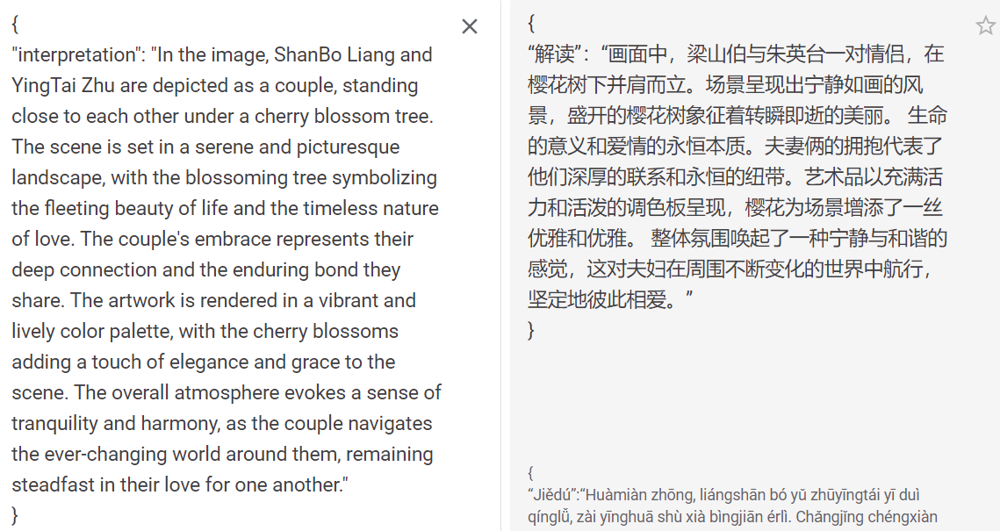 {
"interpretation": "In the image, ShanBo Liang and
YingTai Zhu are depicted as a couple, standing
close to each other under a cherry blossom tree.
The scene is set in a serene and picturesque
landscape, with the blossoming tree symbolizing
the fleeting beauty of life and the timeless nature
of love. The couple's embrace represents their
deep connection and the enduring bond they
share. The artwork is rendered in a vibrant and
lively color palette, with the cherry blossoms
adding a touch of elegance and grace to the
scene. The overall atmosphere evokes a sense of
tranquility and harmony, as the couple navigates
the ever-changing world around them, remaining
steadfast in their love for one another."
}
{
“解读”：“画面中，梁山伯与朱英台一对情侣，在
樱花树下并肩而立。场景呈现出宁静如画的风
景，盛开的樱花树象征着转瞬即逝的美丽。 生命
的意义和爱情的永恒本质。夫妻俩的拥抱代表了
他们深厚的联系和永恒的纽带。艺术品以充满活
力和活泼的调色板呈现，樱花为场景增添了一丝
优雅和优雅。 整体氛围唤起了一种宁静与和谐的
感觉，这对夫妇在周围不断变化的世界中航行，
坚定地彼此相爱。”
}
{
“Jiědú”:“Huàmiàn zhōng, liángshān bó yǔ zhūyīngtái yī duì
qínglǚ, zài yīnghuā shù xià bìngjiān érlì. Chǎngjǐng chéngxiàn